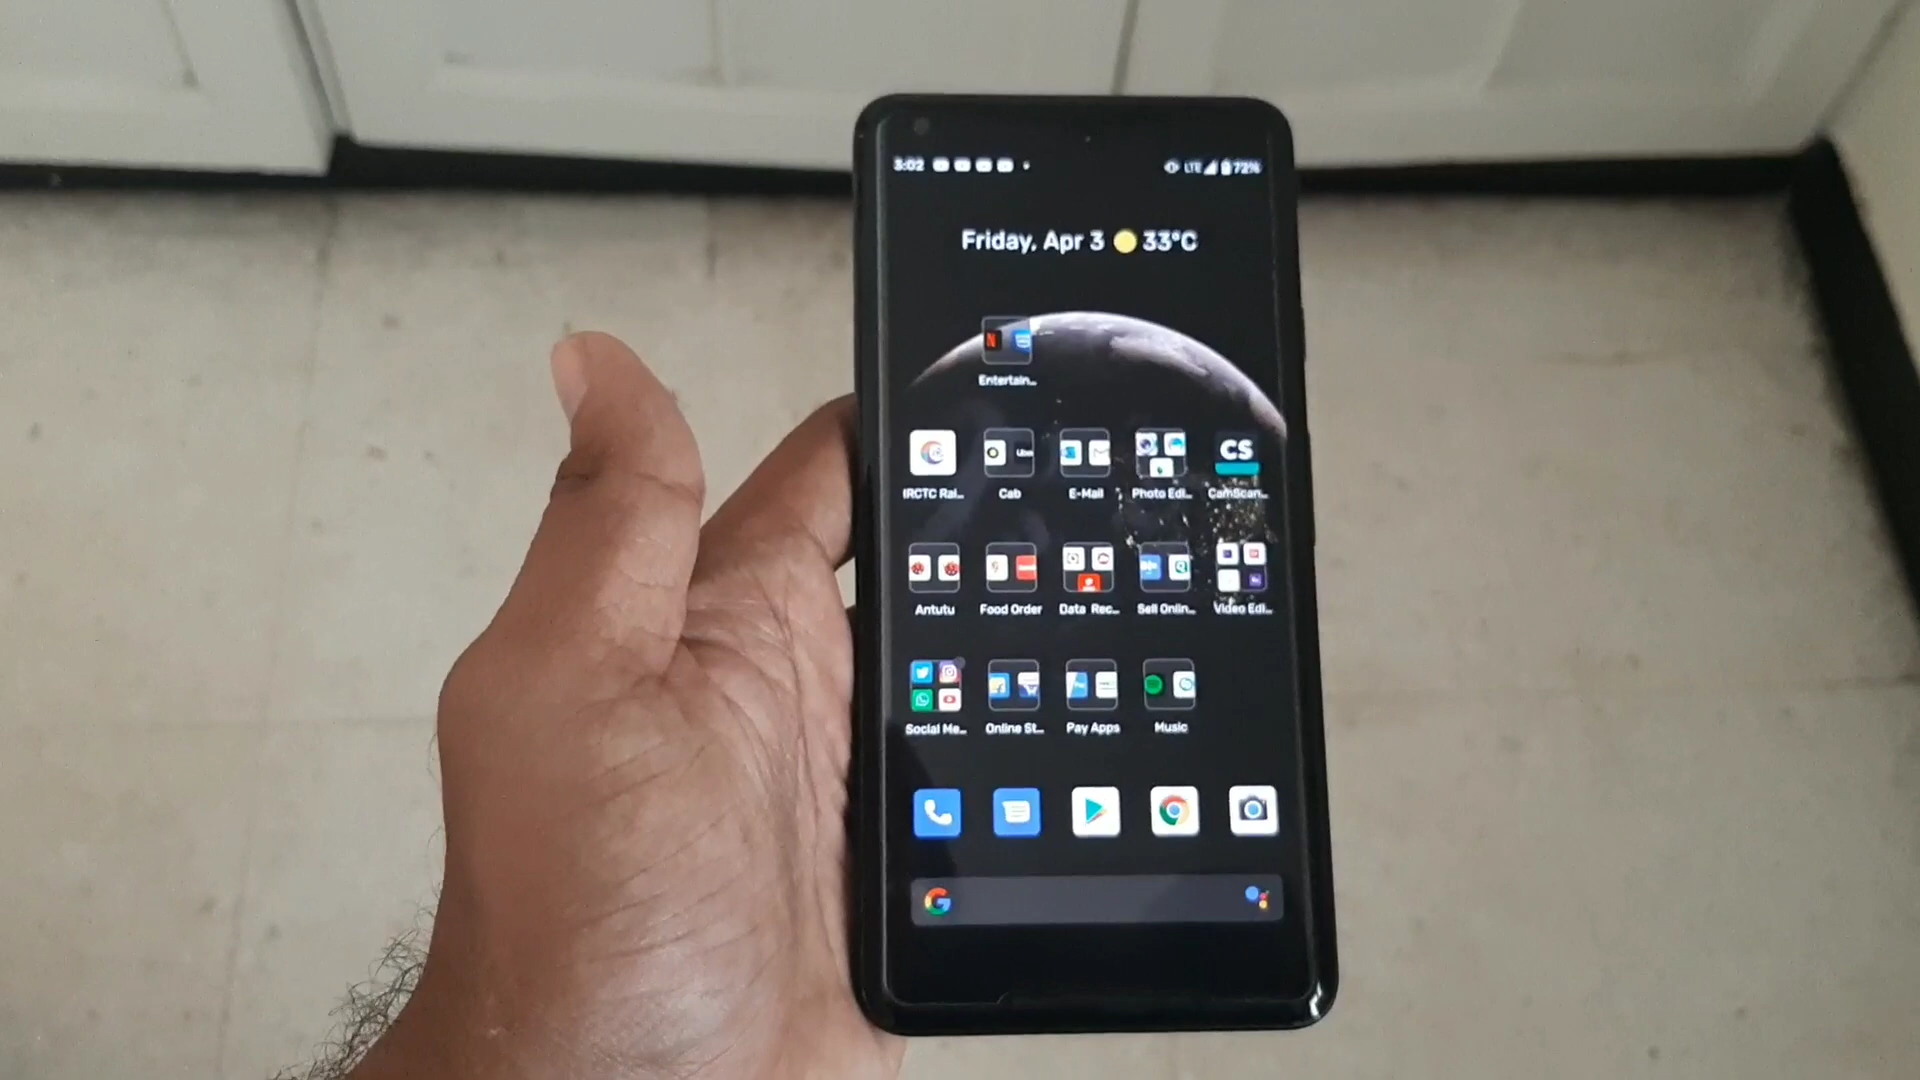 3:02 LTE 72%
Friday, Apr 3 33°C
Entertain...
CS
IRCTC Rai... Cab E-Mail Photo Edi... CamScan...
Antutu Food Order Data Rec... Sell Onlin... Video Edi...
Social Me... Online St... Pay Apps Music